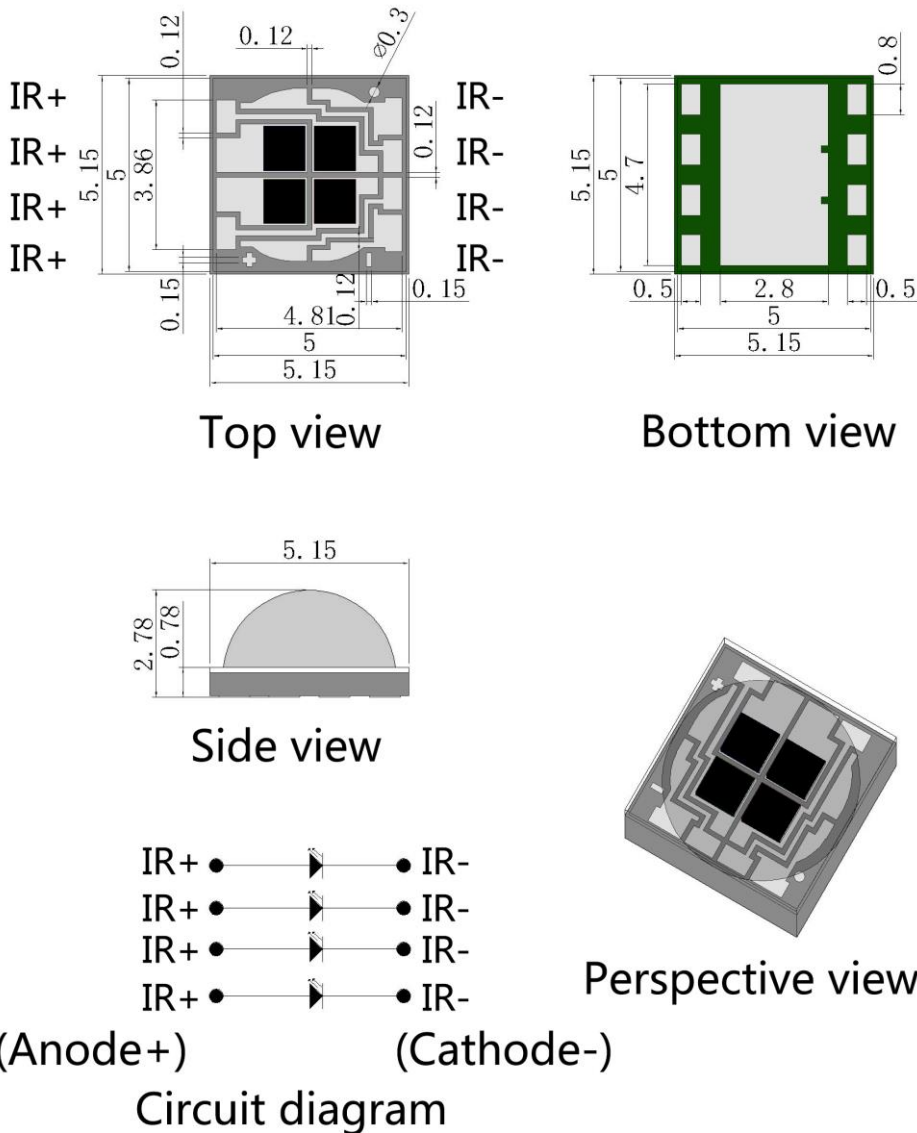 0.12
0.12
ø0.3
0.8
IR+
IR-
IR+
IR-
IR+
IR-
IR+
IR-
5.15
5
3.86
0.12
5.15
5
4.7
0.15
0.12
0.15
4.81
5
5.15
0.5
2.8
0.5
5
5.15
Top view
Bottom view
5.15
2.78
0.78
Side view
IR+
IR-
IR+
IR-
IR+
IR-
IR+
IR-
Perspective view
(Anode+)
(Cathode-)
Circuit diagram